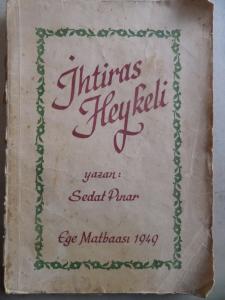 İhtiras
Heykeli
yazan:
Sedat Pınar
Ege Matbaası 1949